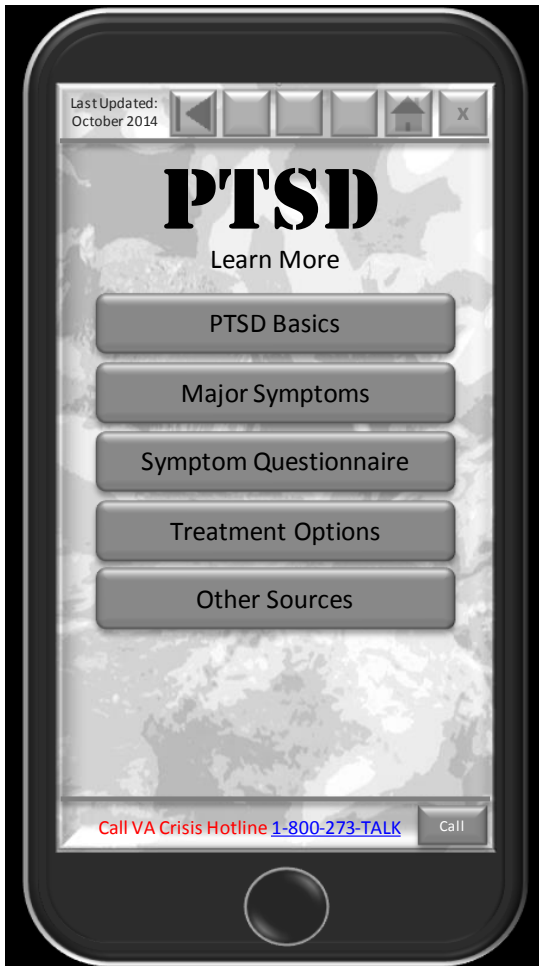 Last Updated:
October 2014
x
PTSD
Learn More
PTSD Basics
Major Symptoms
Symptom Questionnaire
Treatment Options
Other Sources
Call VA Crisis Hotline 1-800-273-TALK
Call